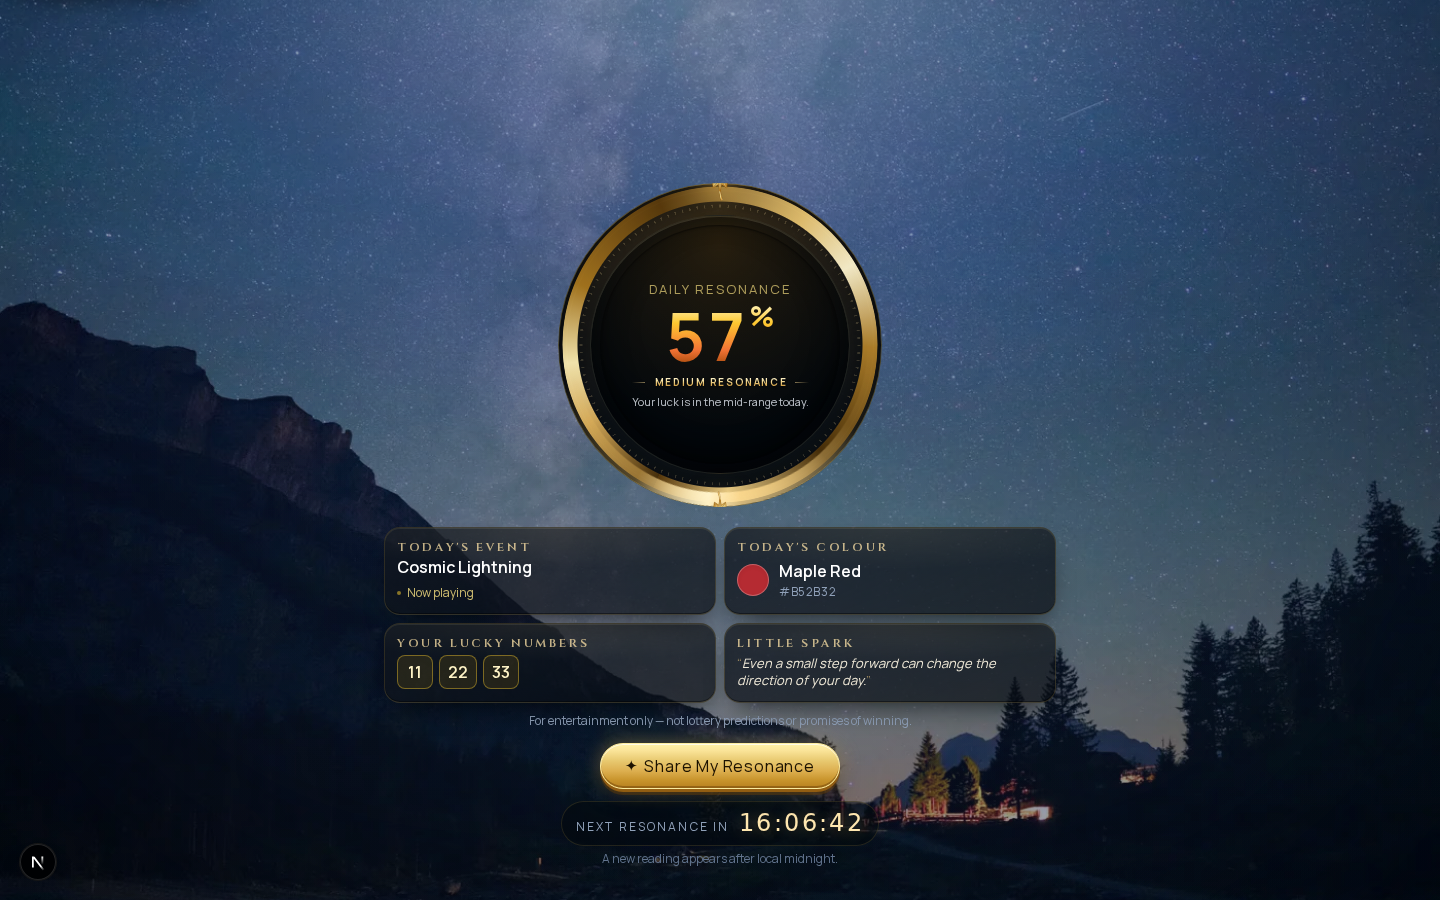 DAILY RESONANCE
57%
MEDIUM RESONANCE
Your luck is in the mid-range today.
TODAY'S EVENT
Cosmic Lightning
Now playing
TODAY'S COLOUR
Maple Red
#B52B32
YOUR LUCKY NUMBERS
11 22 33
LITTLE SPARK
"Even a small step forward can change the
direction of your day."
For entertainment only — not lottery predictions or promises of winning.
✦ Share My Resonance
NEXT RESONANCE IN 16:06:42
A new reading appears after local midnight.
N